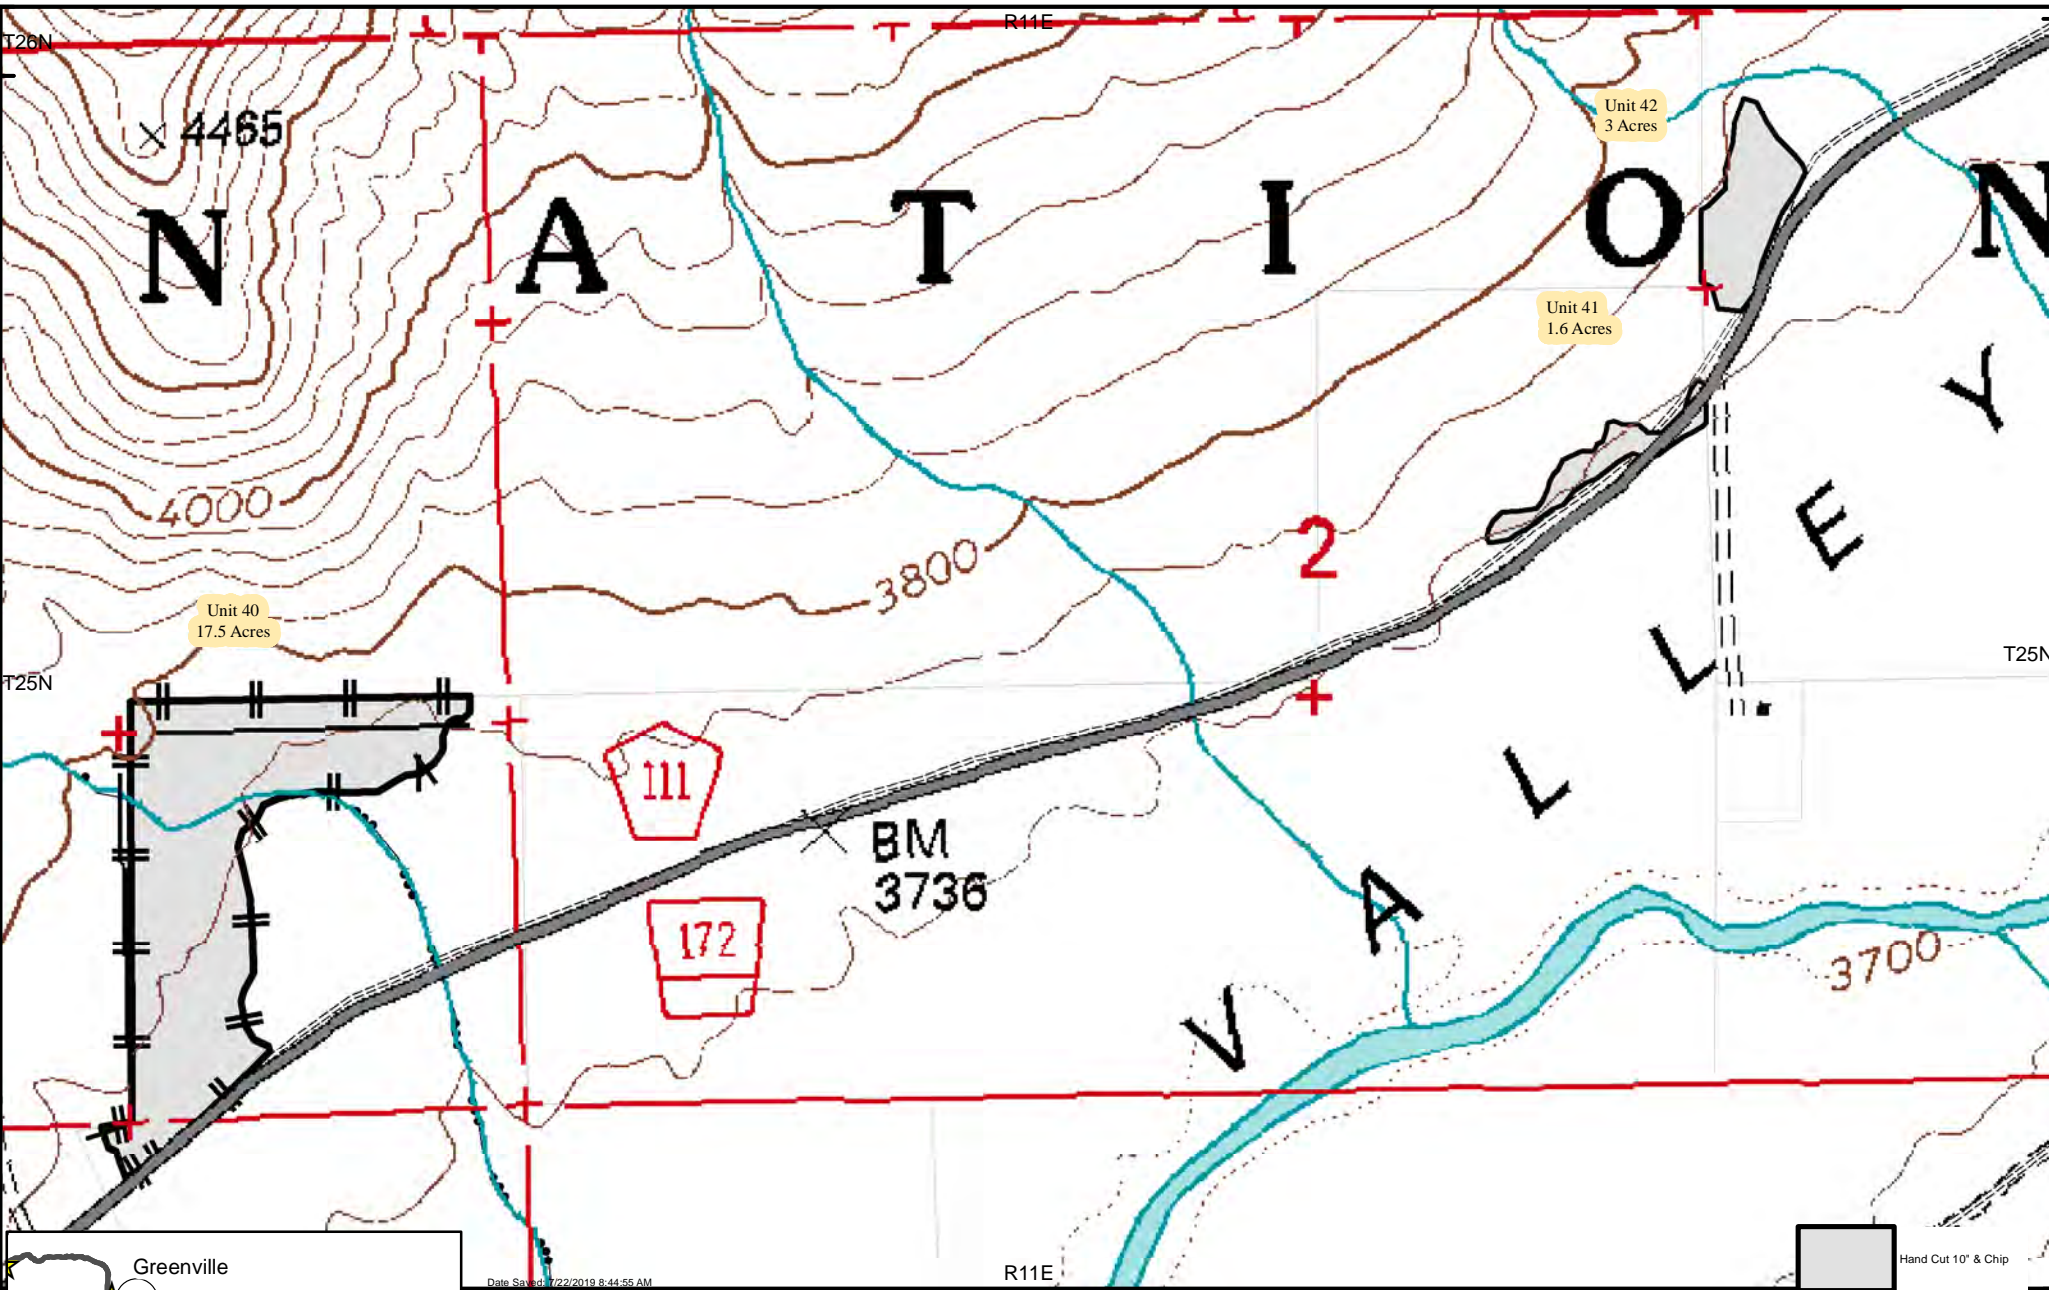 T26N
R11E
4465
Unit 42
3 Acres
N A T I O N
Unit 41
1.6 Acres
4000
3800
2
Unit 40
17.5 Acres
T25N
T25N
111
BM
3736
172
V A L L E Y
3700
Greenville
Date Saved: 7/22/2019 8:44:55 AM
R11E
Hand Cut 10" & Chip